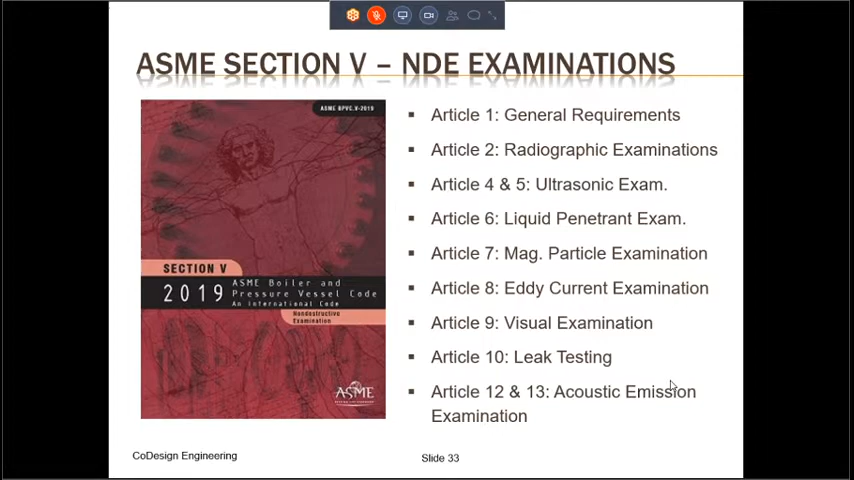 ASME SECTION V – NDE EXAMINATIONS
ASME BPVC.V-2019
SECTION V
2019
ASME Boiler and
Pressure Vessel Code
An International Code
Nondestructive
Examination
ASME
▪ Article 1: General Requirements
▪ Article 2: Radiographic Examinations
▪ Article 4 & 5: Ultrasonic Exam.
▪ Article 6: Liquid Penetrant Exam.
▪ Article 7: Mag. Particle Examination
▪ Article 8: Eddy Current Examination
▪ Article 9: Visual Examination
▪ Article 10: Leak Testing
▪ Article 12 & 13: Acoustic Emission
Examination
CoDesign Engineering
Slide 33